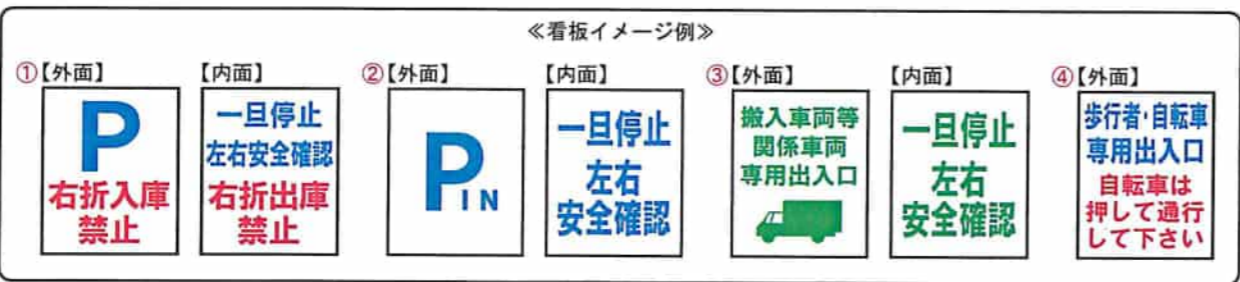 ≪看板イメージ例≫
①【外面】
P
右折入庫
禁止
【内面】
一旦停止
左右安全確認
右折出庫
禁止
②【外面】
PIN
【内面】
一旦停止
左右
安全確認
③【外面】
搬入車両等
関係車両
専用出入口
【内面】
一旦停止
左右
安全確認
④【外面】
歩行者・自転車
専用出入口
自転車は
押して通行
して下さい